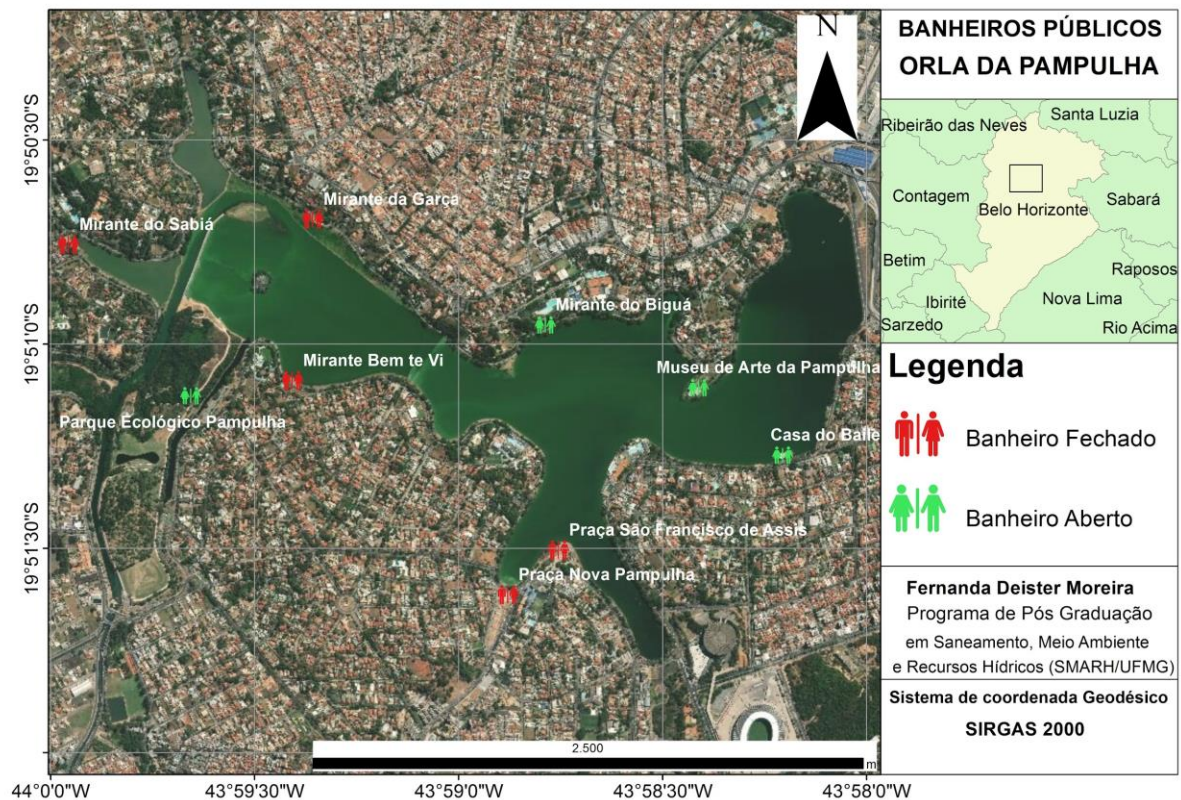 BANHEIROS PÚBLICOS
ORLA DA PAMPULHA
N
19°50'30"S
19°51'0"S
19°51'30"S
44°0'0"W
43°59'30"W
43°59'0"W
43°58'30"W
43°58'0"W
Mirante da Garça
Mirante do Sabiá
Mirante do Biguá
Mirante Bem te Vi
Museu de Arte da Pampulha
Parque Ecológico Pampulha
Casa do Baile
Praça São Francisco de Assis
Praça Nova Pampulha
2.500
m
Santa Luzia
Ribeirão das Neves
Contagem
Sabará
Belo Horizonte
Betim
Raposos
Ibirité
Nova Lima
Sarzedo
Rio Acima
Legenda
Banheiro Fechado
Banheiro Aberto
Fernanda Deister Moreira
Programa de Pós Graduação
em Saneamento, Meio Ambiente
e Recursos Hídricos (SMARH/UFMG)
Sistema de coordenada Geodésico
SIRGAS 2000